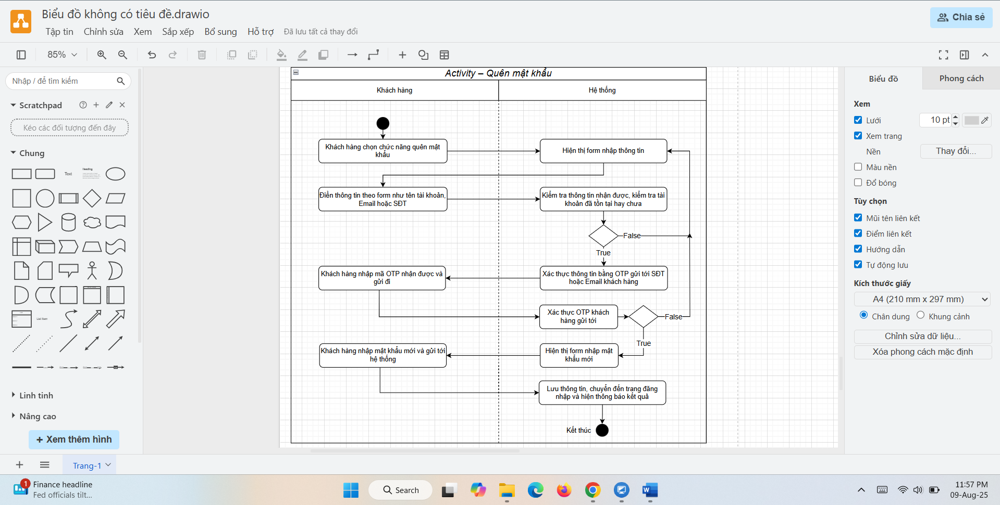 Biểu đồ không có tiêu đề.drawio
Chia sẻ
Tập tin Chỉnh sửa Xem Sắp xếp Bổ sung Hỗ trợ Đã lưu tất cả thay đổi
85%
Nhập / để tìm kiếm
Scratchpad
Kéo các đối tượng đến đây
Chung
Text
Heading
List Item
Linh tinh
Nâng cao
+ Xem thêm hình
Activity – Quên mật khẩu
Khách hàng
Hệ thống
Khách hàng chọn chức năng quên mật
khẩu
Hiện thị form nhập thông tin
Điền thông tin theo form như tên tài khoản,
Email hoặc SĐT
Kiểm tra thông tin nhận được, kiểm tra tài
khoản đã tồn tại hay chưa
False
True
Khách hàng nhập mã OTP nhận được và
gửi đi
Xác thực thông tin bằng OTP gửi tới SĐT
hoặc Email khách hàng
Xác thực OTP khách
hàng gửi tới
False
True
Khách hàng nhập mật khẩu mới và gửi tới
hệ thống
Hiện thị form nhập mật
khẩu mới
Lưu thông tin, chuyển đến trang đăng
nhập và hiện thông báo kết quả
Kết thúc
Biểu đồ
Phong cách
Xem
Lưới
10 pt
Xem trang
Nền
Thay đổi...
Màu nền
Đổ bóng
Tùy chọn
Mũi tên liên kết
Điểm liên kết
Hướng dẫn
Tự động lưu
Kích thước giấy
A4 (210 mm x 297 mm)
Chân dung Khung cảnh
Chỉnh sửa dữ liệu...
Xóa phong cách mặc định
Trang-1
1
Finance headline
Fed officials tilt...
Search
11:57 PM
09-Aug-25